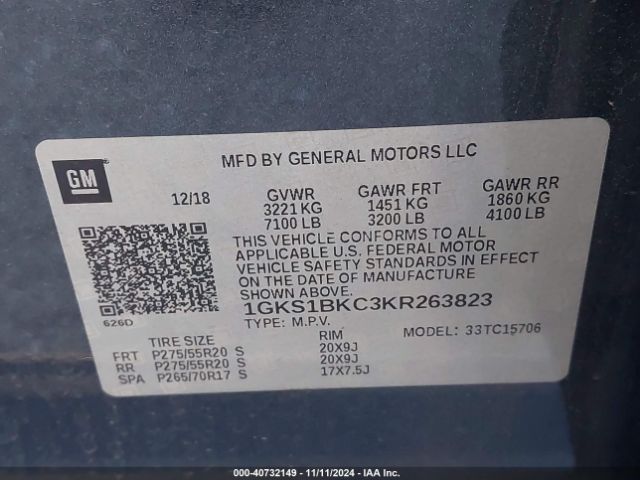 GM
MFD BY GENERAL MOTORS LLC
12/18 GVWR GAWR FRT GAWR RR
3221 KG 1451 KG 1860 KG
7100 LB 3200 LB 4100 LB
THIS VEHICLE CONFORMS TO ALL
APPLICABLE U.S. FEDERAL MOTOR
VEHICLE SAFETY STANDARDS IN EFFECT
ON THE DATE OF MANUFACTURE
SHOWN ABOVE.
1GKS1BKC3KR263823
626D TYPE: M.P.V. MODEL: 33TC15706
TIRE SIZE RIM
FRT P275/55R20 S 20X9J
RR P275/55R20 S 20X9J
SPA P265/70R17 S 17X7.5J
000-40732149 - 11/11/2024 - IAA Inc.